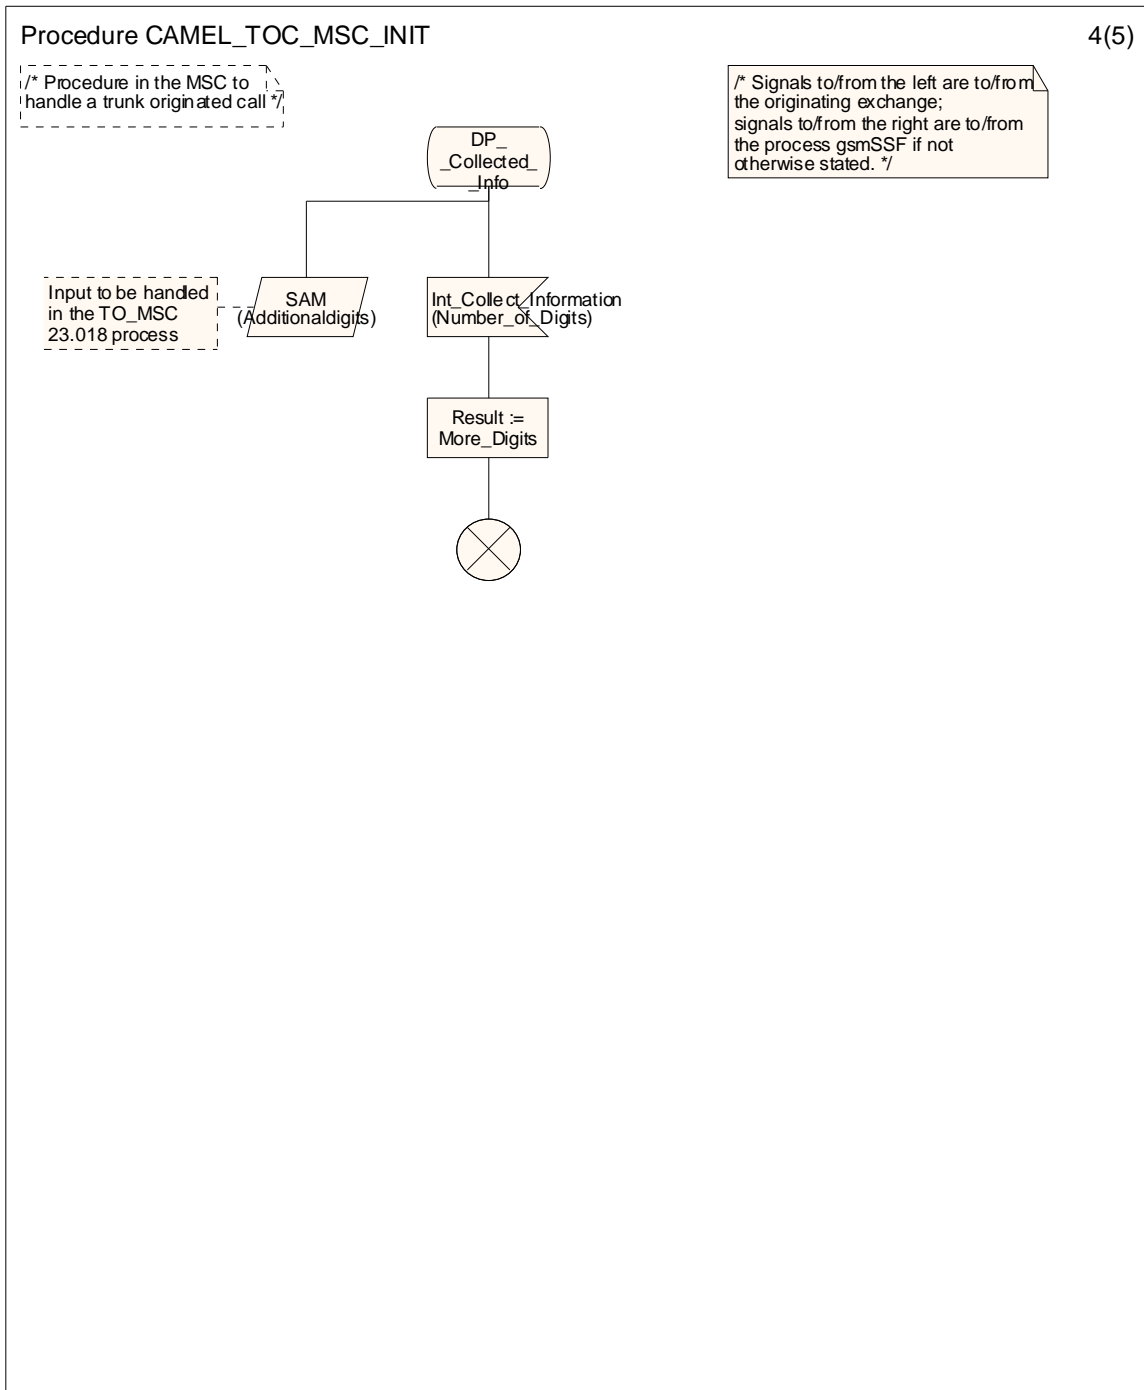 Procedure CAMEL_TOC_MSC_INIT
4(5)
/* Procedure in the MSC to
handle a trunk originated call */
/* Signals to/from the left are to/from
the originating exchange;
signals to/from the right are to/from
the process gsmSSF if not
otherwise stated. */
DP_
_Collected_
_Info
Input to be handled
in the TO_MSC
23.018 process
SAM
(Additionaldigits)
Int_Collect_Information
(Number_of_Digits)
Result :=
More_Digits